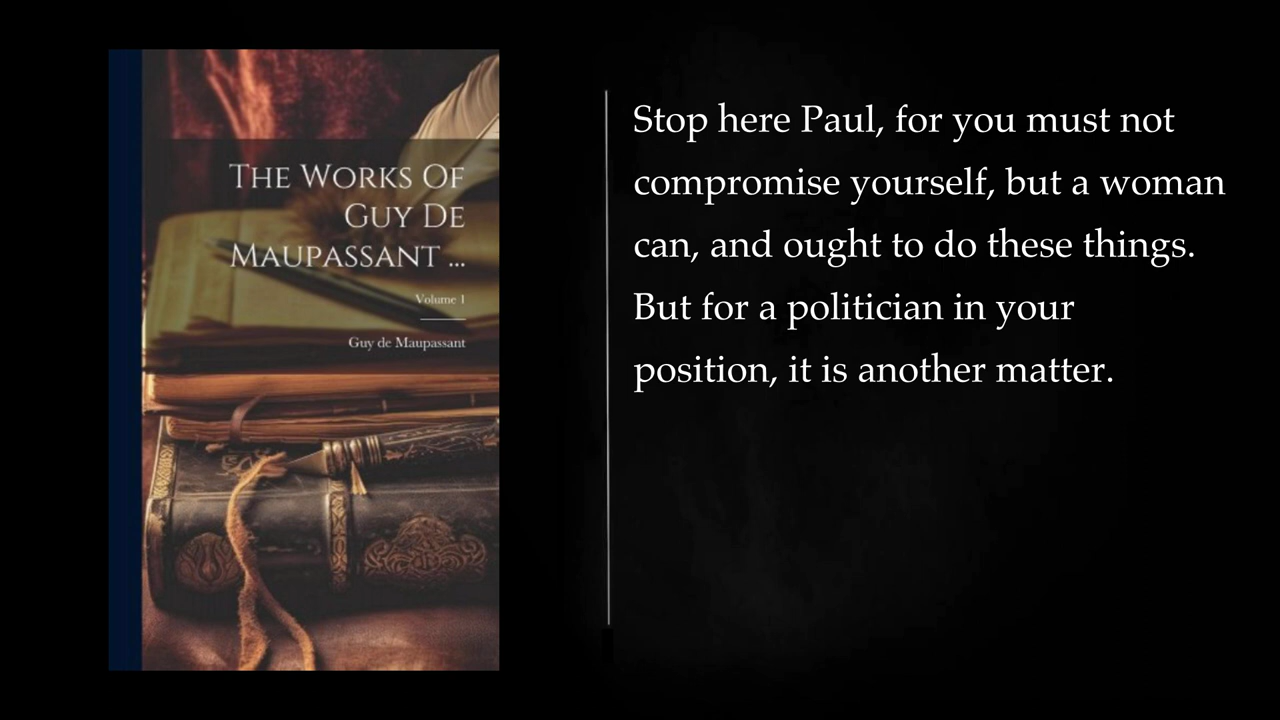 The Works Of
Guy De
Maupassant ...
Volume 1
Guy de Maupassant
Stop here Paul, for you must not
compromise yourself, but a woman
can, and ought to do these things.
But for a politician in your
position, it is another matter.